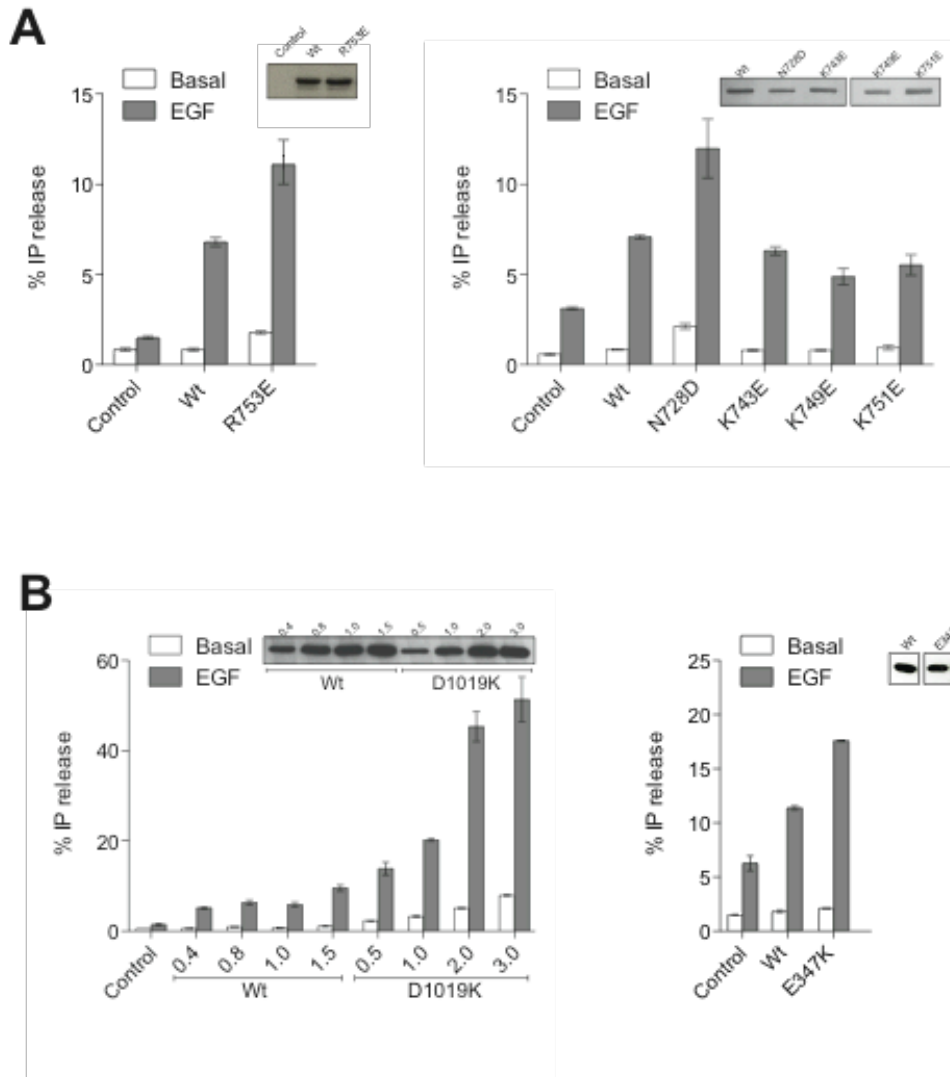 A
Control
Wt
R753E
Basal
EGF
15
10
5
0
% IP release
Control
Wt
R753E
Wt
N728D
K743E
K749E
K751E
Basal
EGF
15
10
5
0
% IP release
Control
Wt
N728D
K743E
K749E
K751E
B
0.4
0.8
1.0
1.5
0.5
1.0
2.0
3.0
Wt
D1019K
Basal
EGF
60
40
20
0
% IP release
Control
0.4
0.8
1.0
1.5
0.5
1.0
2.0
3.0
Wt
D1019K
Wt
Basal
EGF
25
20
15
10
5
0
% IP release
Control
Wt
E347K